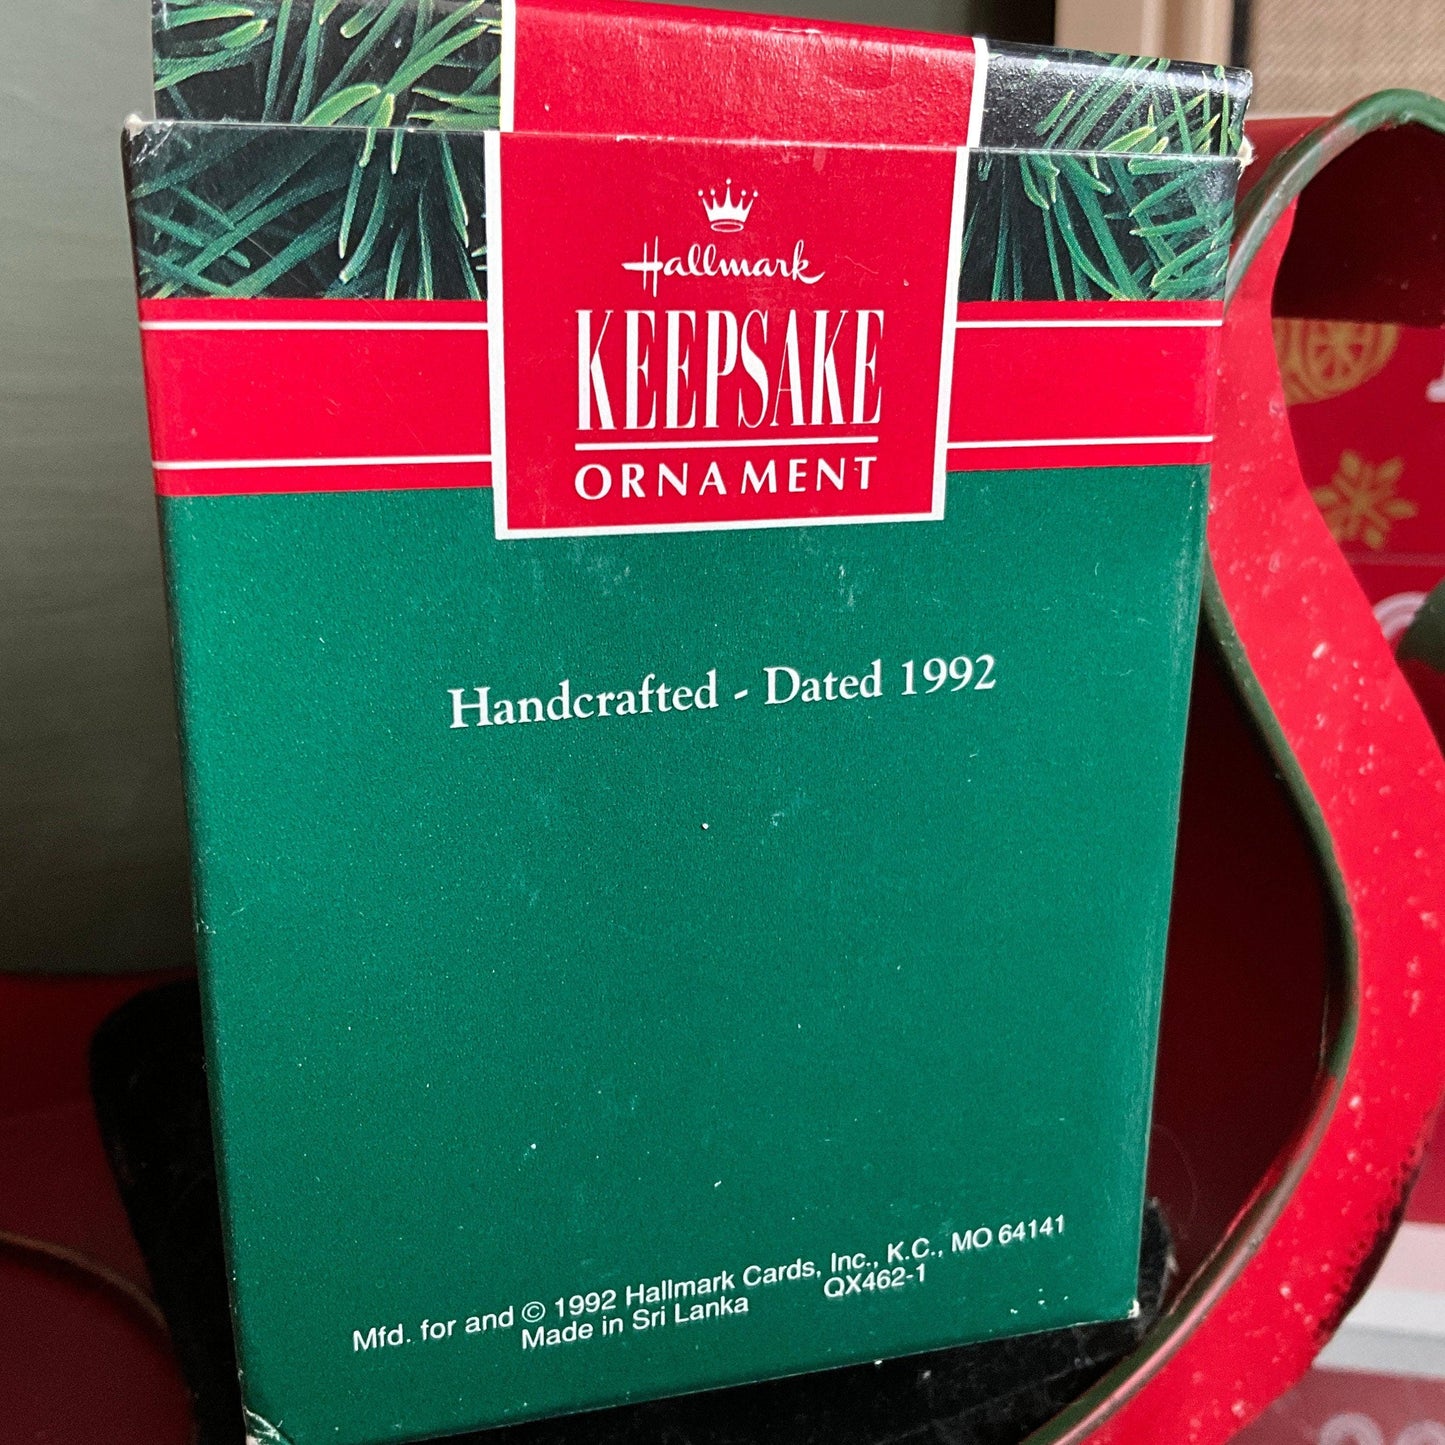 Hallmark
KEEPSAKE
ORNAMENT
Handcrafted - Dated 1992
Mfd. for and © 1992 Hallmark Cards, Inc., K.C., MO 64141
Made in Sri Lanka QX462-1